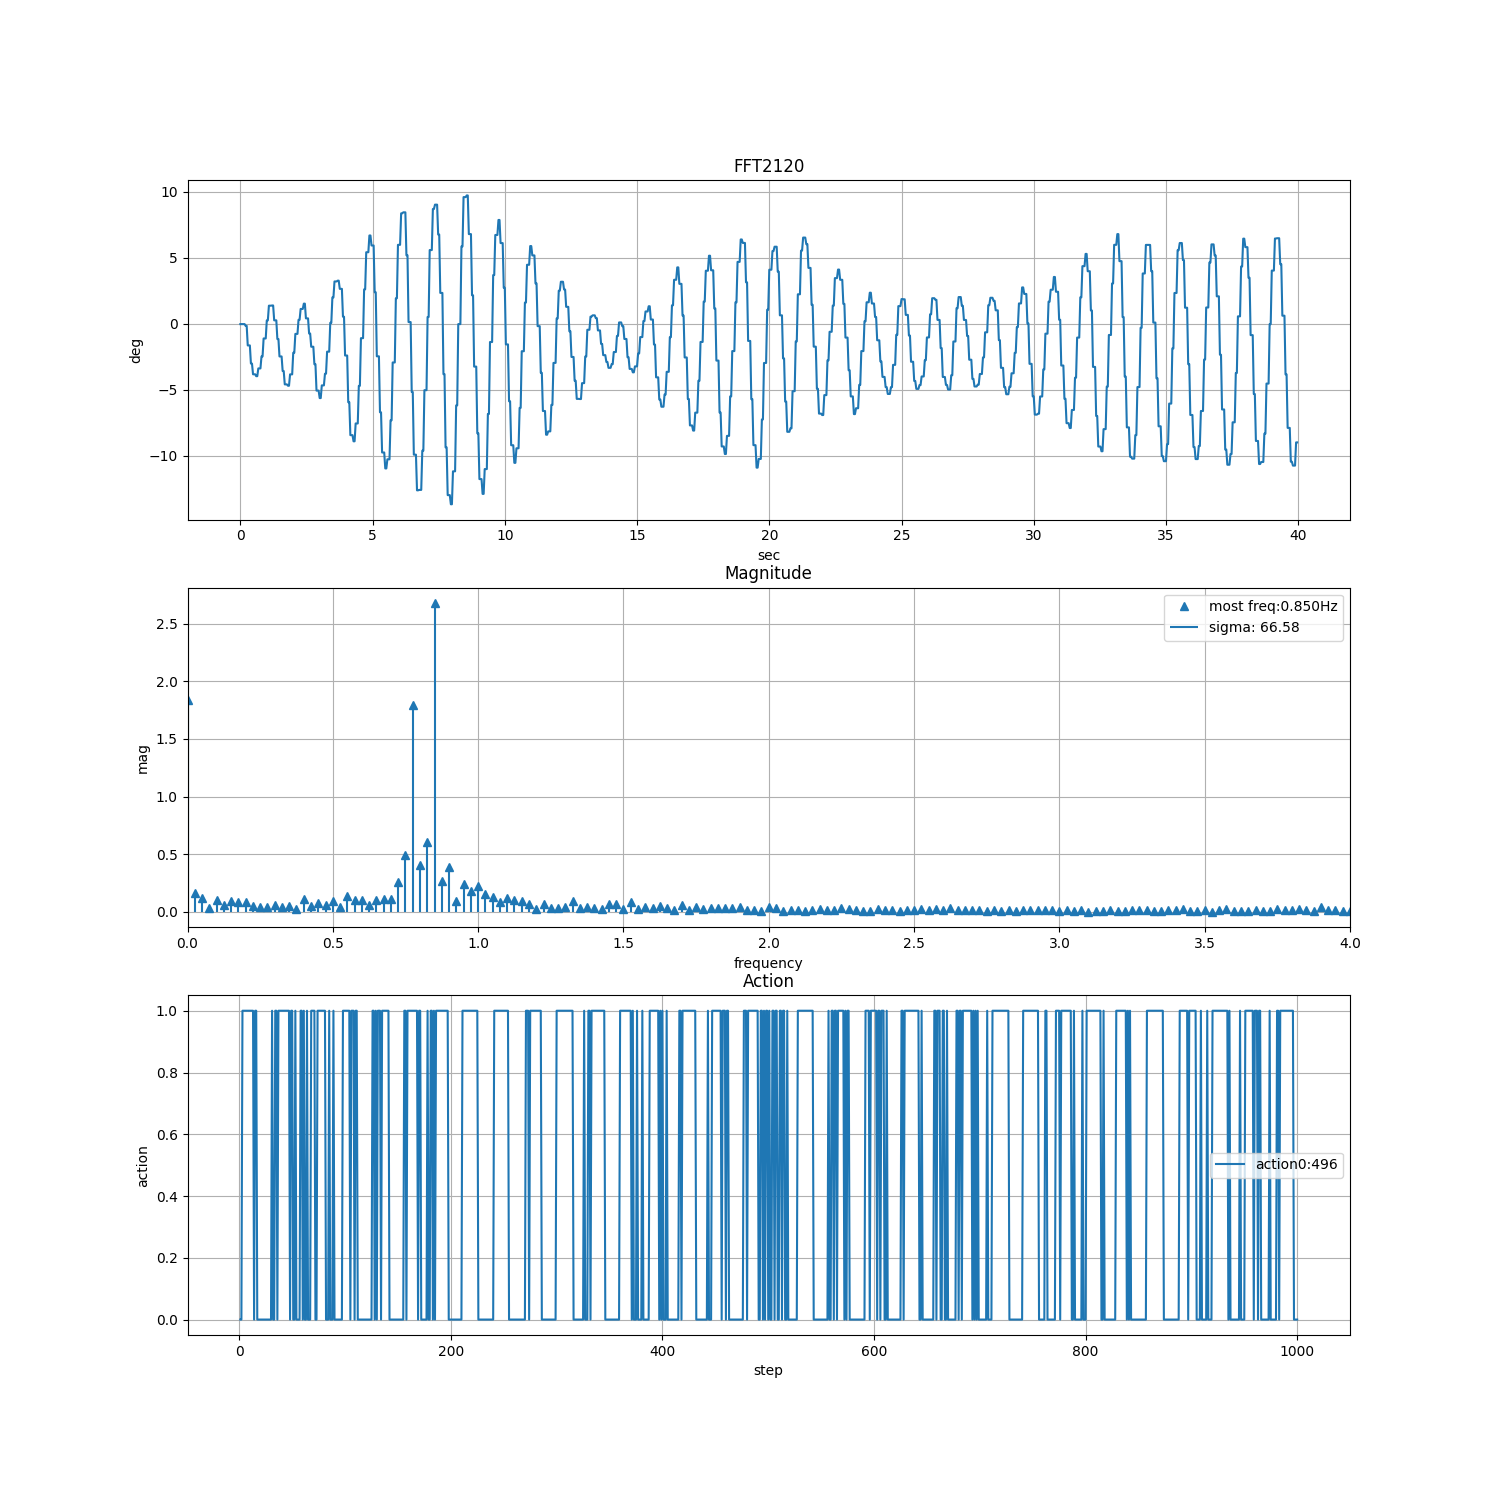 FFT2120
10
5
0
−5
−10
deg
0 5 10 15 20 25 30 35 40
sec
Magnitude
most freq:0.850Hz
sigma: 66.58
2.5
2.0
1.5
1.0
0.5
0.0
mag
0.0 0.5 1.0 1.5 2.0 2.5 3.0 3.5 4.0
frequency
Action
1.0
0.8
0.6
0.4
0.2
0.0
action
action0:496
0 200 400 600 800 1000
step